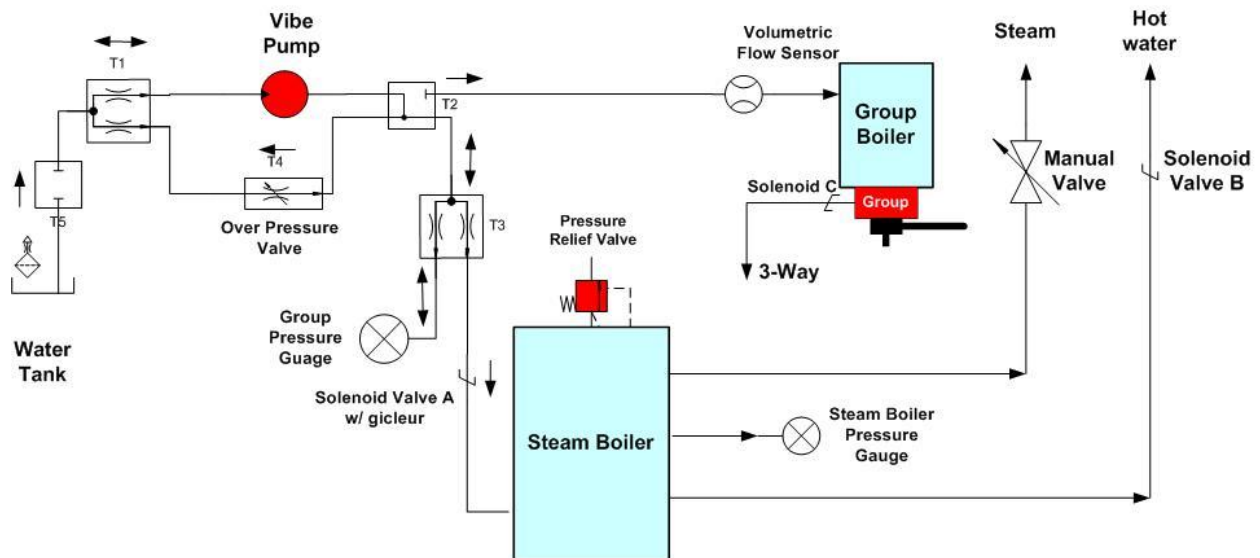 Vibe
Pump
T1
Volumetric
Flow Sensor
Steam
Hot
water
T2
Group
Boiler
T4
T5
Over Pressure
Valve
T3
Solenoid C
Group
Manual
Valve
Solenoid
Valve B
Pressure
Relief Valve
3-Way
Water
Tank
Group
Pressure
Guage
Solenoid Valve A
w/ gicleur
Steam Boiler
Steam Boiler
Pressure
Gauge